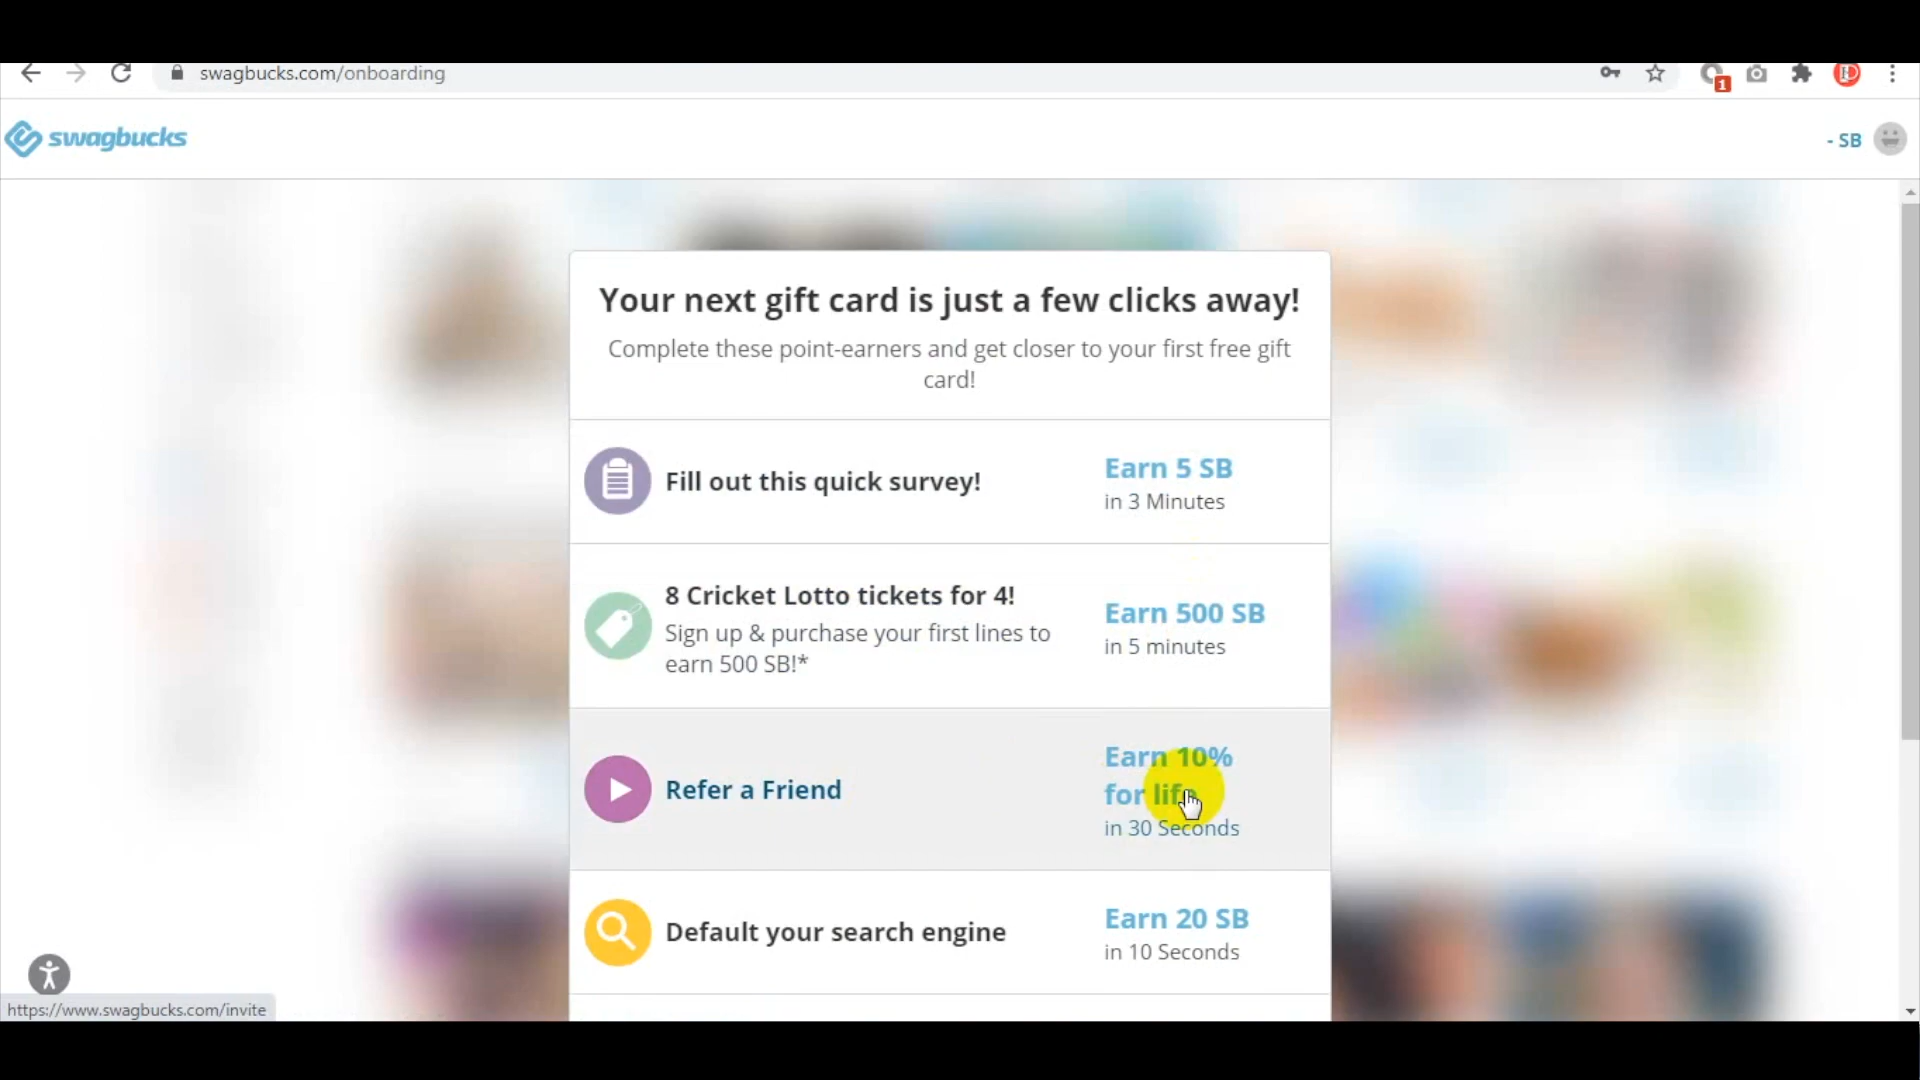 swagbucks.com/onboarding
1
swagbucks
- SB
Your next gift card is just a few clicks away!
Complete these point-earners and get closer to your first free gift
card!
Fill out this quick survey!
Earn 5 SB
in 3 Minutes
8 Cricket Lotto tickets for 4!
Sign up & purchase your first lines to
earn 500 SB!*
Earn 500 SB
in 5 minutes
Refer a Friend
Earn 10%
for life
in 30 Seconds
Default your search engine
Earn 20 SB
in 10 Seconds
https://www.swagbucks.com/invite